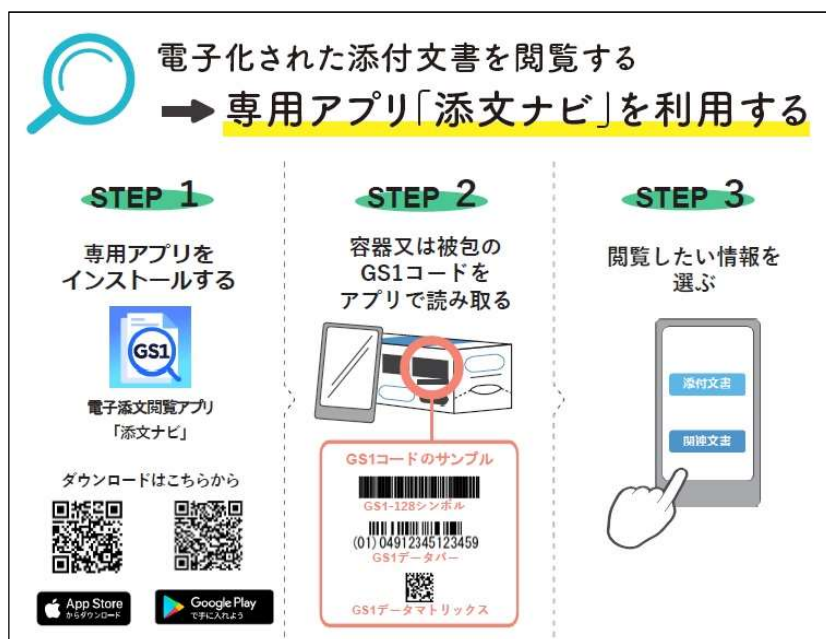 電子化された添付文書を閲覧する
➡専用アプリ「添文ナビ」を利用する
STEP 1
専用アプリを
インストールする
GS1
電子添文閲覧アプリ
「添文ナビ」
ダウンロードはこちらから
App Store
からダウンロード
Google Play
で手に入れよう
STEP 2
容器又は被包の
GS1コードを
アプリで読み取る
GS1コードのサンプル
GS1-128シンボル
(01)04912345123459
GS1データバー
GS1データマトリックス
STEP 3
閲覧したい情報を
選ぶ
添付文書
関連文書